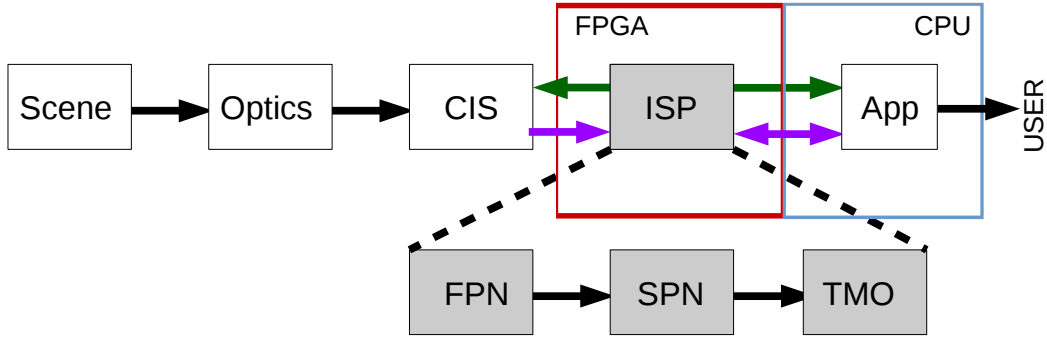 FPGA
CPU
Scene
Optics
CIS
ISP
App
USER
FPN
SPN
TMO